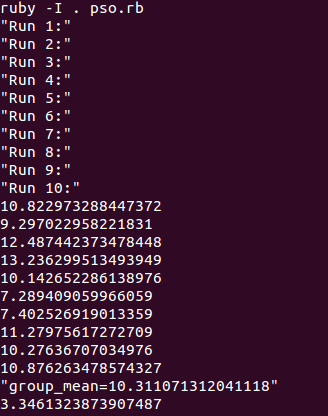 ruby -I . pso.rb
"Run 1:"
"Run 2:"
"Run 3:"
"Run 4:"
"Run 5:"
"Run 6:"
"Run 7:"
"Run 8:"
"Run 9:"
"Run 10:"
10.822973288447372
9.297022958221831
12.487442373478448
13.236299513493949
10.142652286138976
7.289409059966059
7.402526919013359
11.27975617272709
10.27636707034976
10.876263478574327
"group_mean=10.311071312041118"
3.3461323873907487